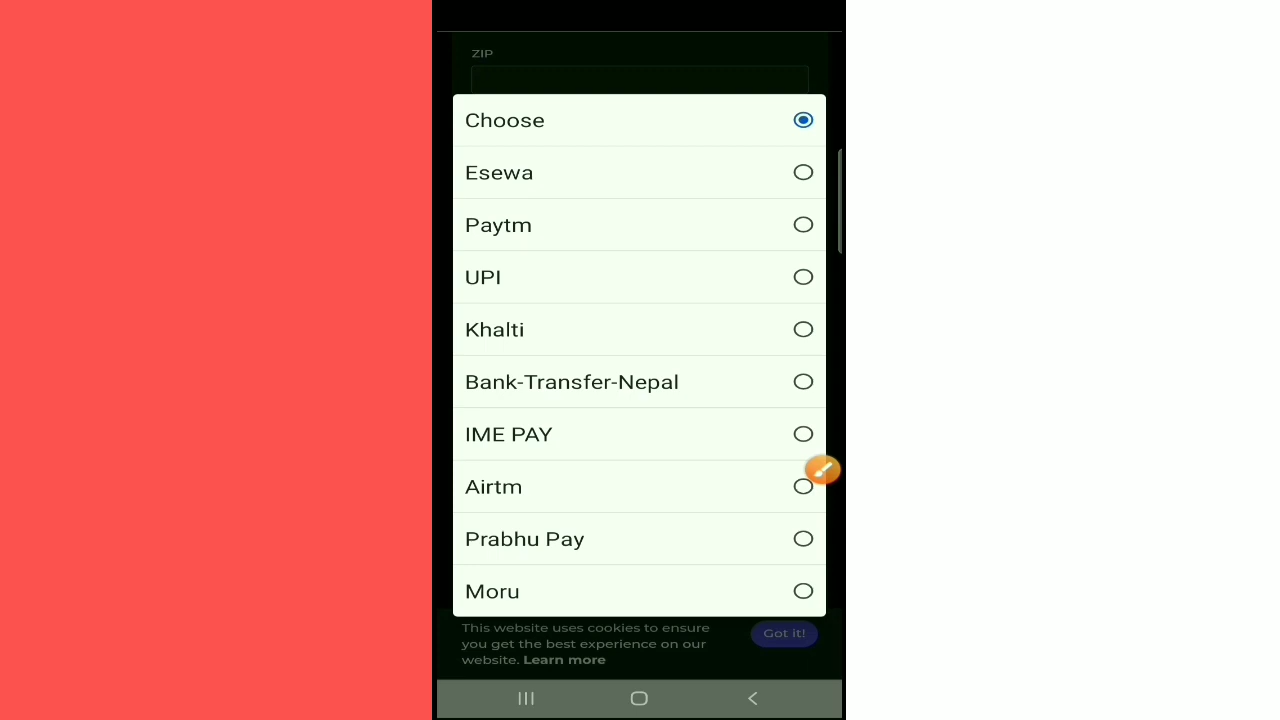 ZIP
Choose
Esewa
Paytm
UPI
Khalti
Bank-Transfer-Nepal
IME PAY
Airtm
Prabhu Pay
Moru
This website uses cookies to ensure
you get the best experience on our
website. Learn more
Got it!